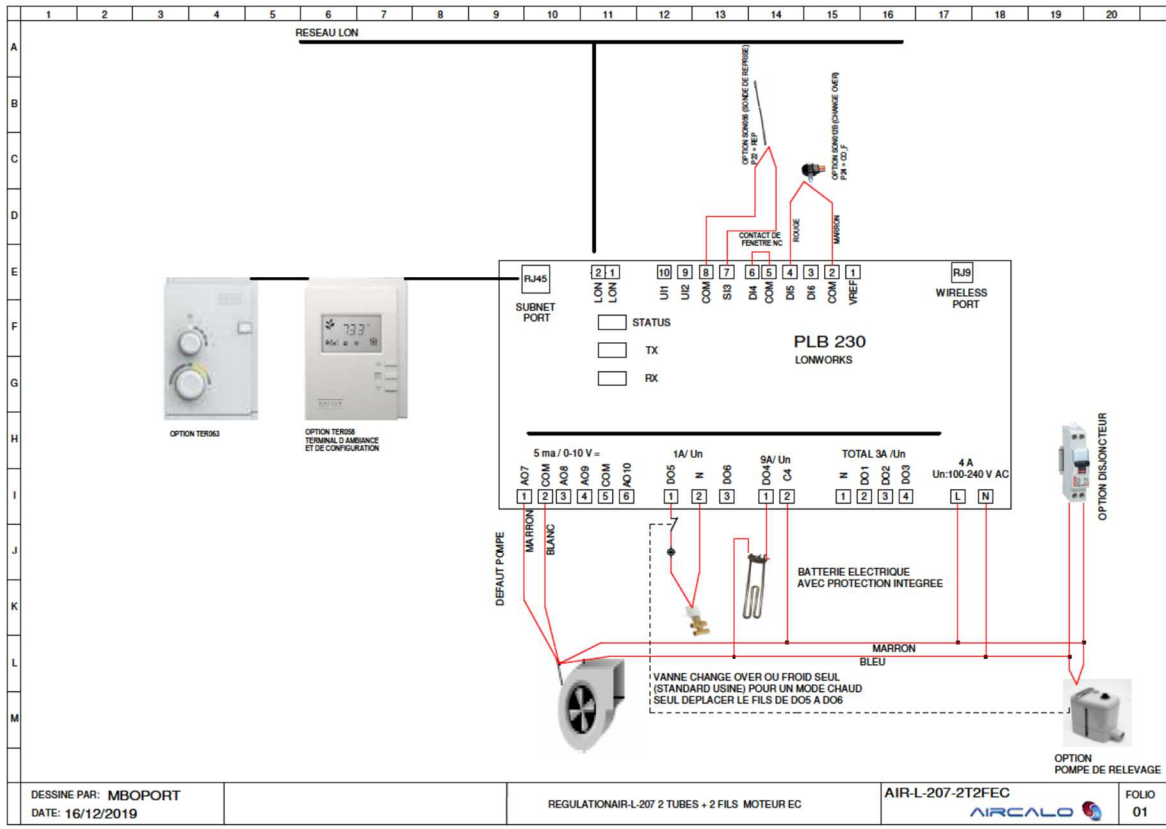 1 2 3 4 5 6 7 8 9 10 11 12 13 14 15 16 17 18 19 20
A
B
C
D
E
F
G
H
I
J
K
L
M
RESEAU LON
OPTION SON056 (SONDE DE REPRISE)
P22 = REP
OPTION SON012B (CHANGE OVER)
P24 = CO_F
CONTACT DE
FENETRE NC
ROUGE
MARRON
RJ45
SUBNET
PORT
2 1
LON
LON
10 9 8 7 6 5 4 3 2 1
UI1 UI2 COM SI3 DI4 COM DI5 DI6 COM VREF
RJ9
WIRELESS
PORT
STATUS
TX
RX
PLB 230
LONWORKS
OPTION TER063
OPTION TER058
TERMINAL D AMBIANCE
ET DE CONFIGURATION
5 ma / 0-10 V =
1A/ Un
9A/ Un
TOTAL 3A /Un
4 A
Un:100-240 V AC
AO7 COM AO8 AO9 COM AO10
1 2 3 4 5 6
DO5 N DO6
1 2 3
DO4 C4
1 2
N DO1 DO2 DO3
1 2 3 4
L N
OPTION DISJONCTEUR
DEFAUT POMPE
MARRON
BLANC
BATTERIE ELECTRIQUE
AVEC PROTECTION INTEGREE
MARRON
BLEU
VANNE CHANGE OVER OU FROID SEUL
(STANDARD USINE) POUR UN MODE CHAUD
SEUL DEPLACER LE FILS DE DO5 A DO6
OPTION
POMPE DE RELEVAGE
DESSINE PAR: MBOPORT
DATE: 16/12/2019
REGULATIONAIR-L-207 2 TUBES + 2 FILS MOTEUR EC
AIR-L-207-2T2FEC
AIRCALO
FOLIO
01